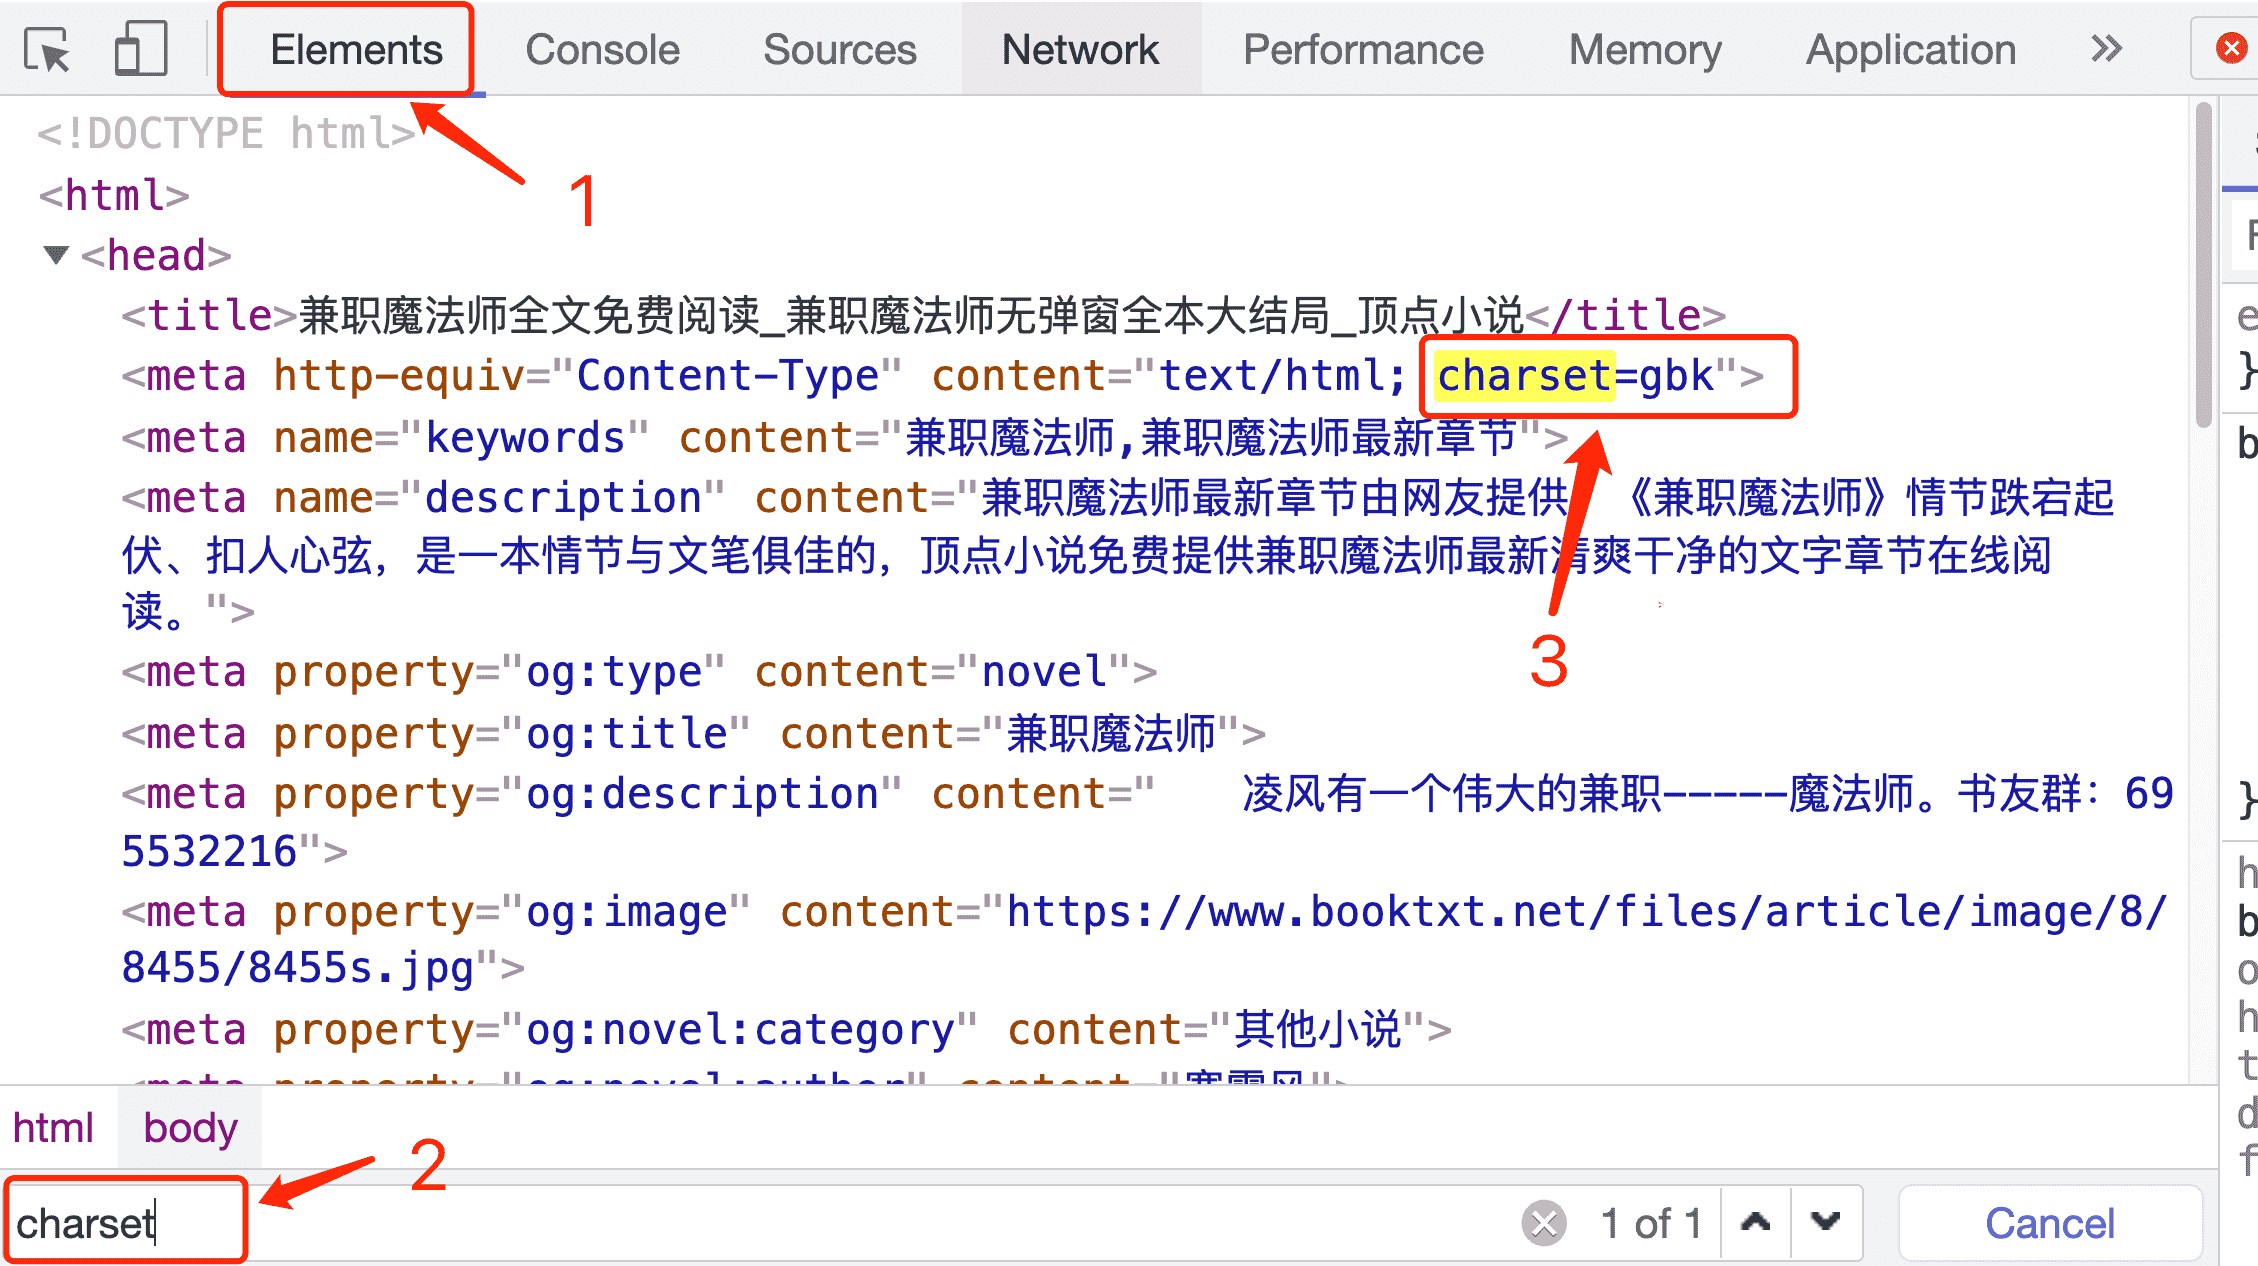 Elements Console Sources Network Performance Memory Application
<!DOCTYPE html>
1
<html>
<head>
<title>兼职魔法师全文免费阅读_兼职魔法师无弹窗全本大结局_顶点小说</title>
<meta http-equiv="Content-Type" content="text/html; charset=gbk">
<meta name="keywords" content="兼职魔法师,兼职魔法师最新章节">
<meta name="description" content="兼职魔法师最新章节由网友提供 《兼职魔法师》情节跌宕起
伏、扣人心弦，是一本情节与文笔俱佳的，顶点小说免费提供兼职魔法师最新清爽干净的文字章节在线阅
读。">
3
<meta property="og:type" content="novel">
<meta property="og:title" content="兼职魔法师">
<meta property="og:description" content="    凌风有一个伟大的兼职-----魔法师。书友群：69
5532216">
<meta property="og:image" content="https://www.booktxt.net/files/article/image/8/
8455/8455s.jpg">
<meta property="og:novel:category" content="其他小说">
<meta property="og:novel:author" content="
html body
2
charset 1 of 1 Cancel